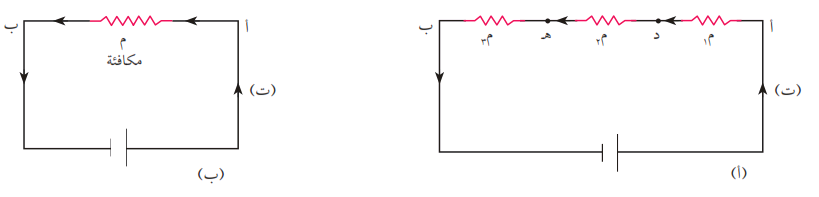 أ
م١
د
م٢
هـ
م٣
ب
(ت)
(أ)
أ
م
مكافئة
ب
(ت)
(ب)